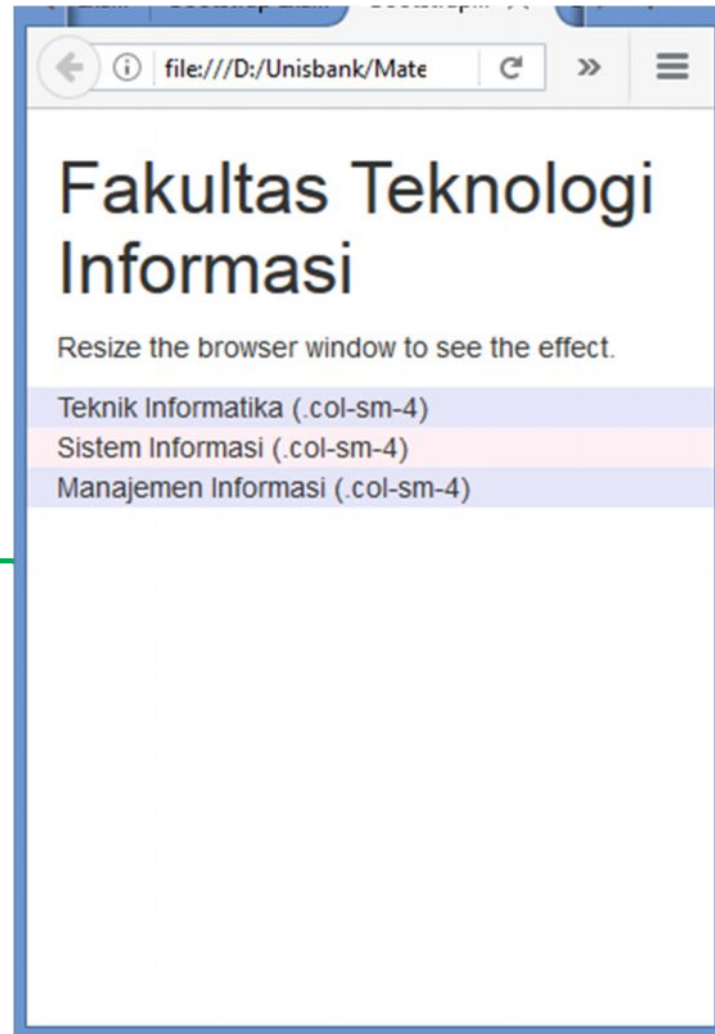 file:///D:/Unisbank/Mate
Fakultas Teknologi
Informasi
Resize the browser window to see the effect.
Teknik Informatika (.col-sm-4)
Sistem Informasi (.col-sm-4)
Manajemen Informasi (.col-sm-4)